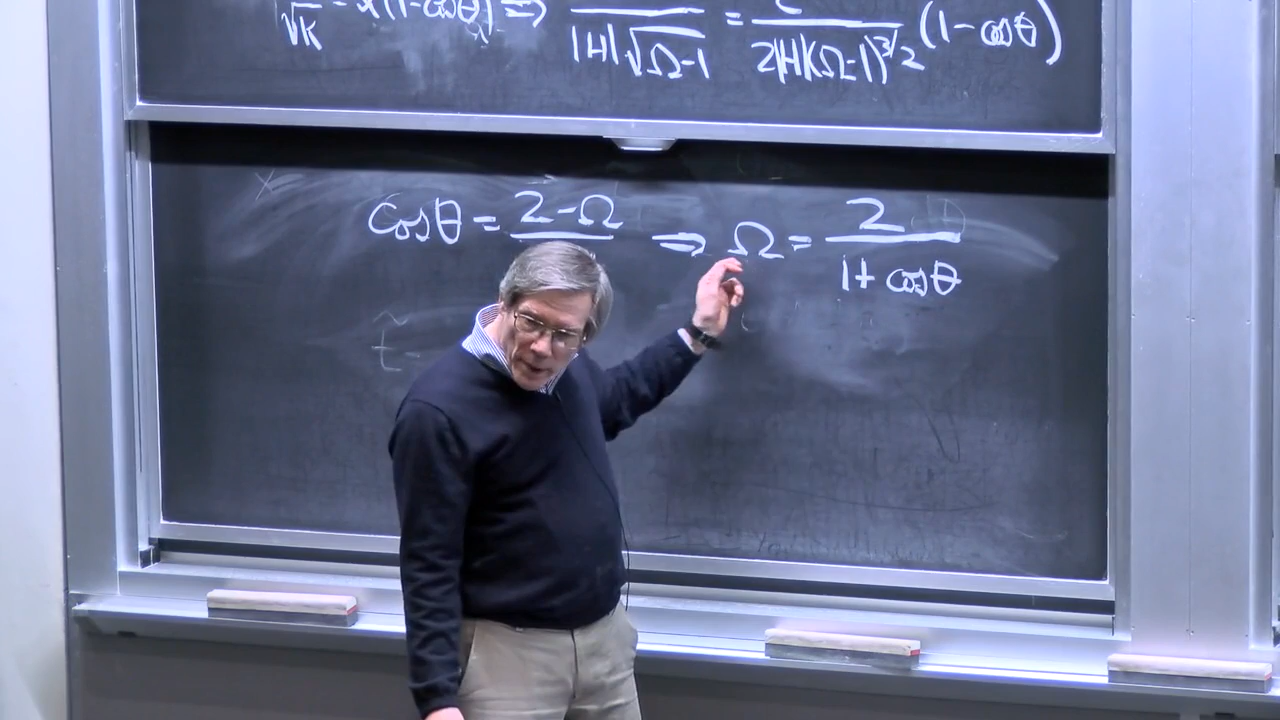 √k = α(1-cosθ) ⇒ / |H|√Ω-1 = c / 2|H|(Ω-1)^3/2 (1-cosθ)
cosθ = 2-Ω / ⇒ Ω = 2 / 1+cosθ